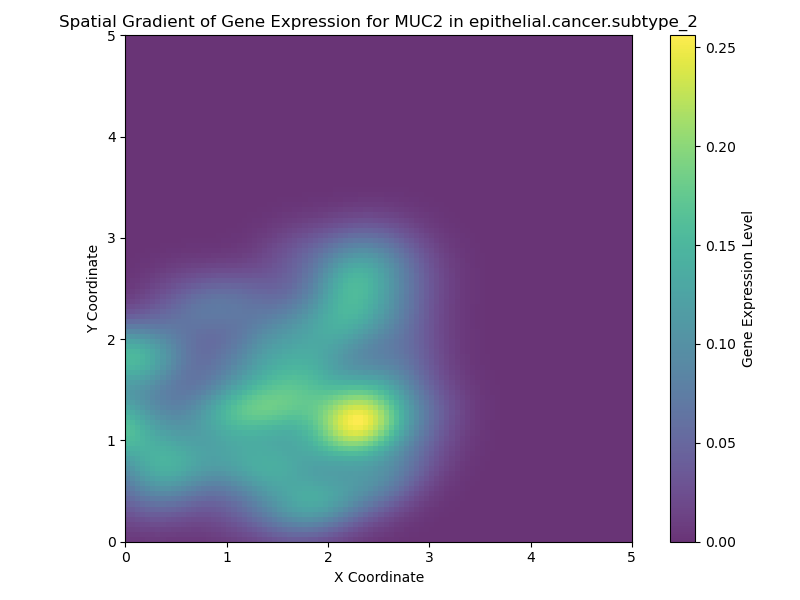 Spatial Gradient of Gene Expression for MUC2 in epithelial.cancer.subtype_2
5
4
3
2
1
0
Y Coordinate
0 1 2 3 4 5
X Coordinate
0.25
0.20
0.15
0.10
0.05
0.00
Gene Expression Level